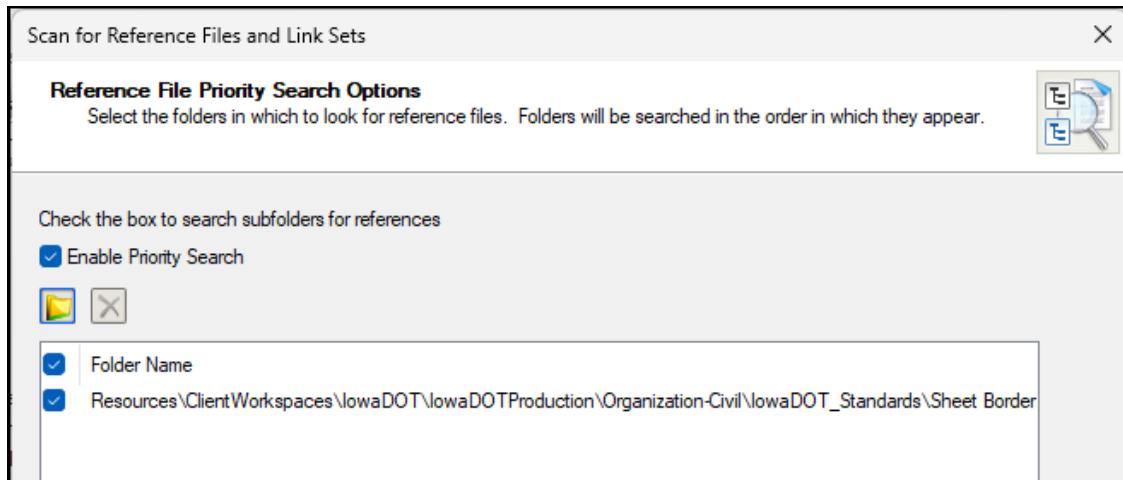 Scan for Reference Files and Link Sets
Reference File Priority Search Options
Select the folders in which to look for reference files.  Folders will be searched in the order in which they appear.
Check the box to search subfolders for references
Enable Priority Search
Folder Name
Resources\ClientWorkspaces\IowaDOT\IowaDOTProduction\Organization-Civil\IowaDOT_Standards\Sheet Border